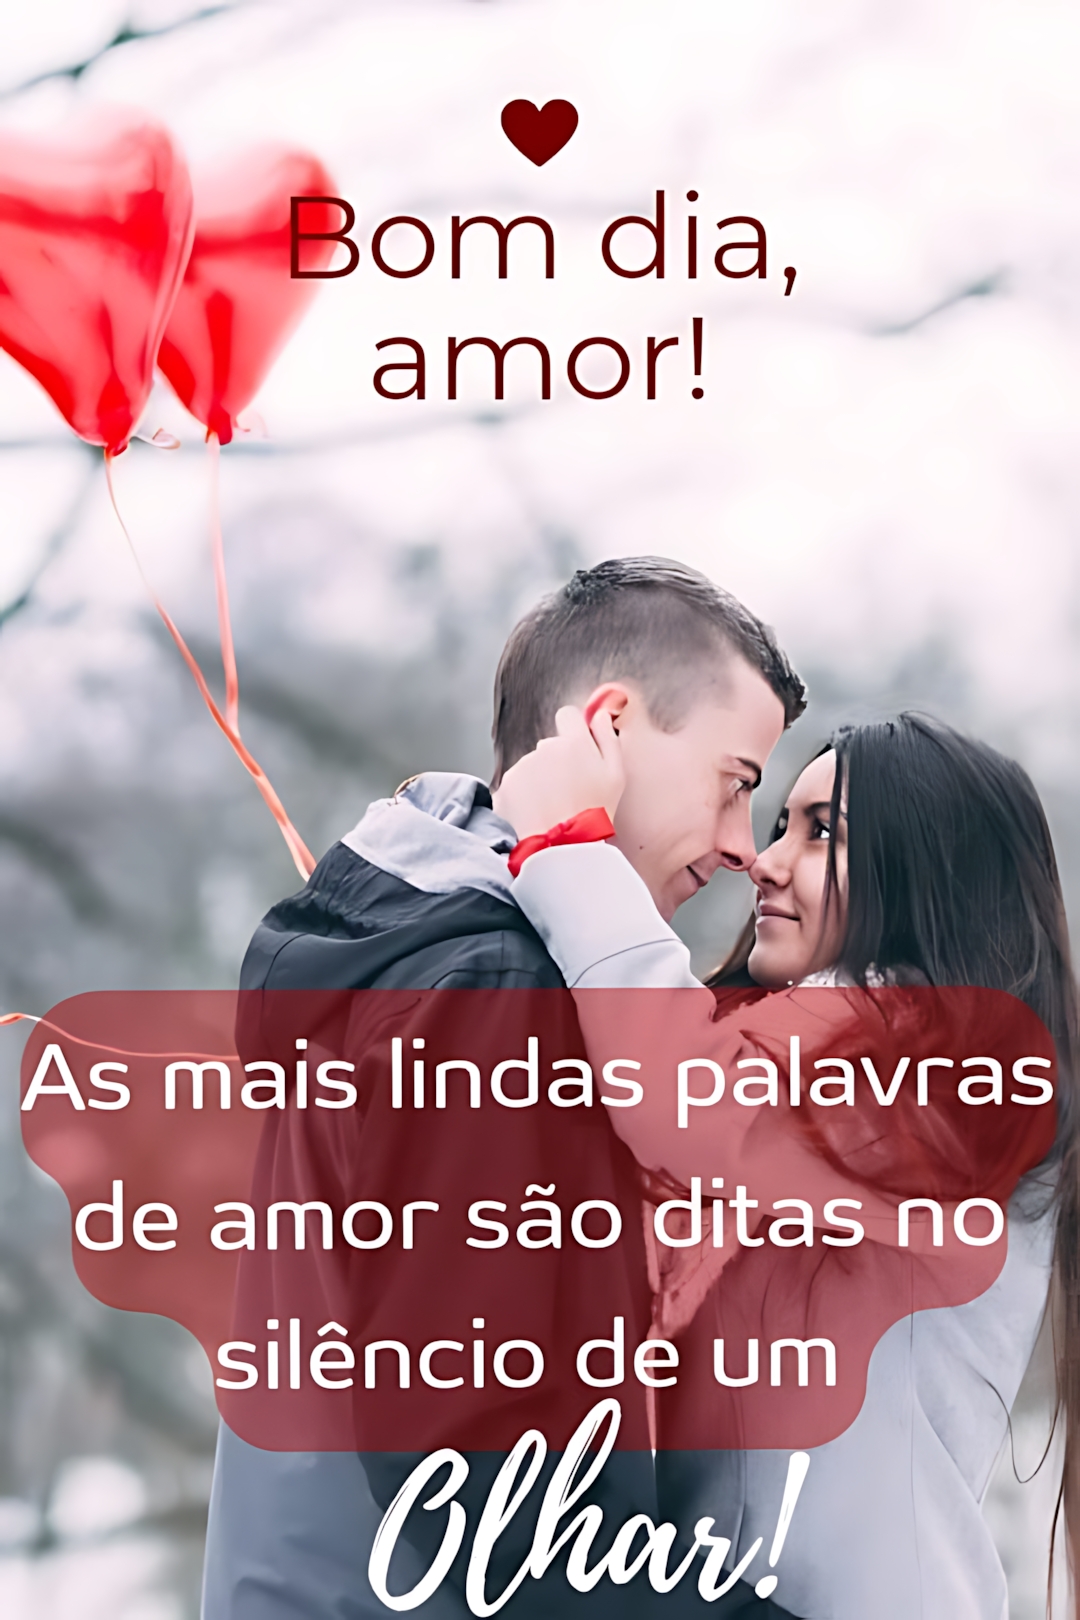 Bom dia,
amor!
As mais lindas palavras
de amor são ditas no
silêncio de um
Olhar!